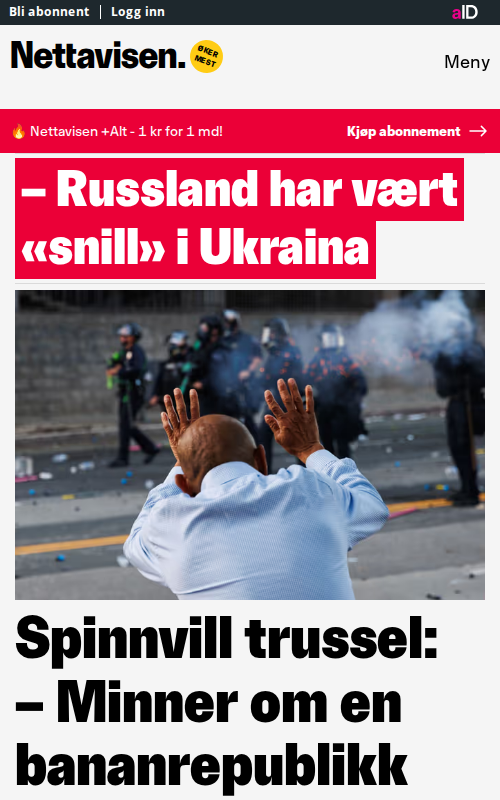 Bli abonnent | Logg inn
aID
Nettavisen.
ØKER
MEST
Meny
🔥 Nettavisen +Alt - 1 kr for 1 md!
Kjøp abonnement →
– Russland har vært
«snill» i Ukraina
Spinnvill trussel:
– Minner om en
bananrepublikk